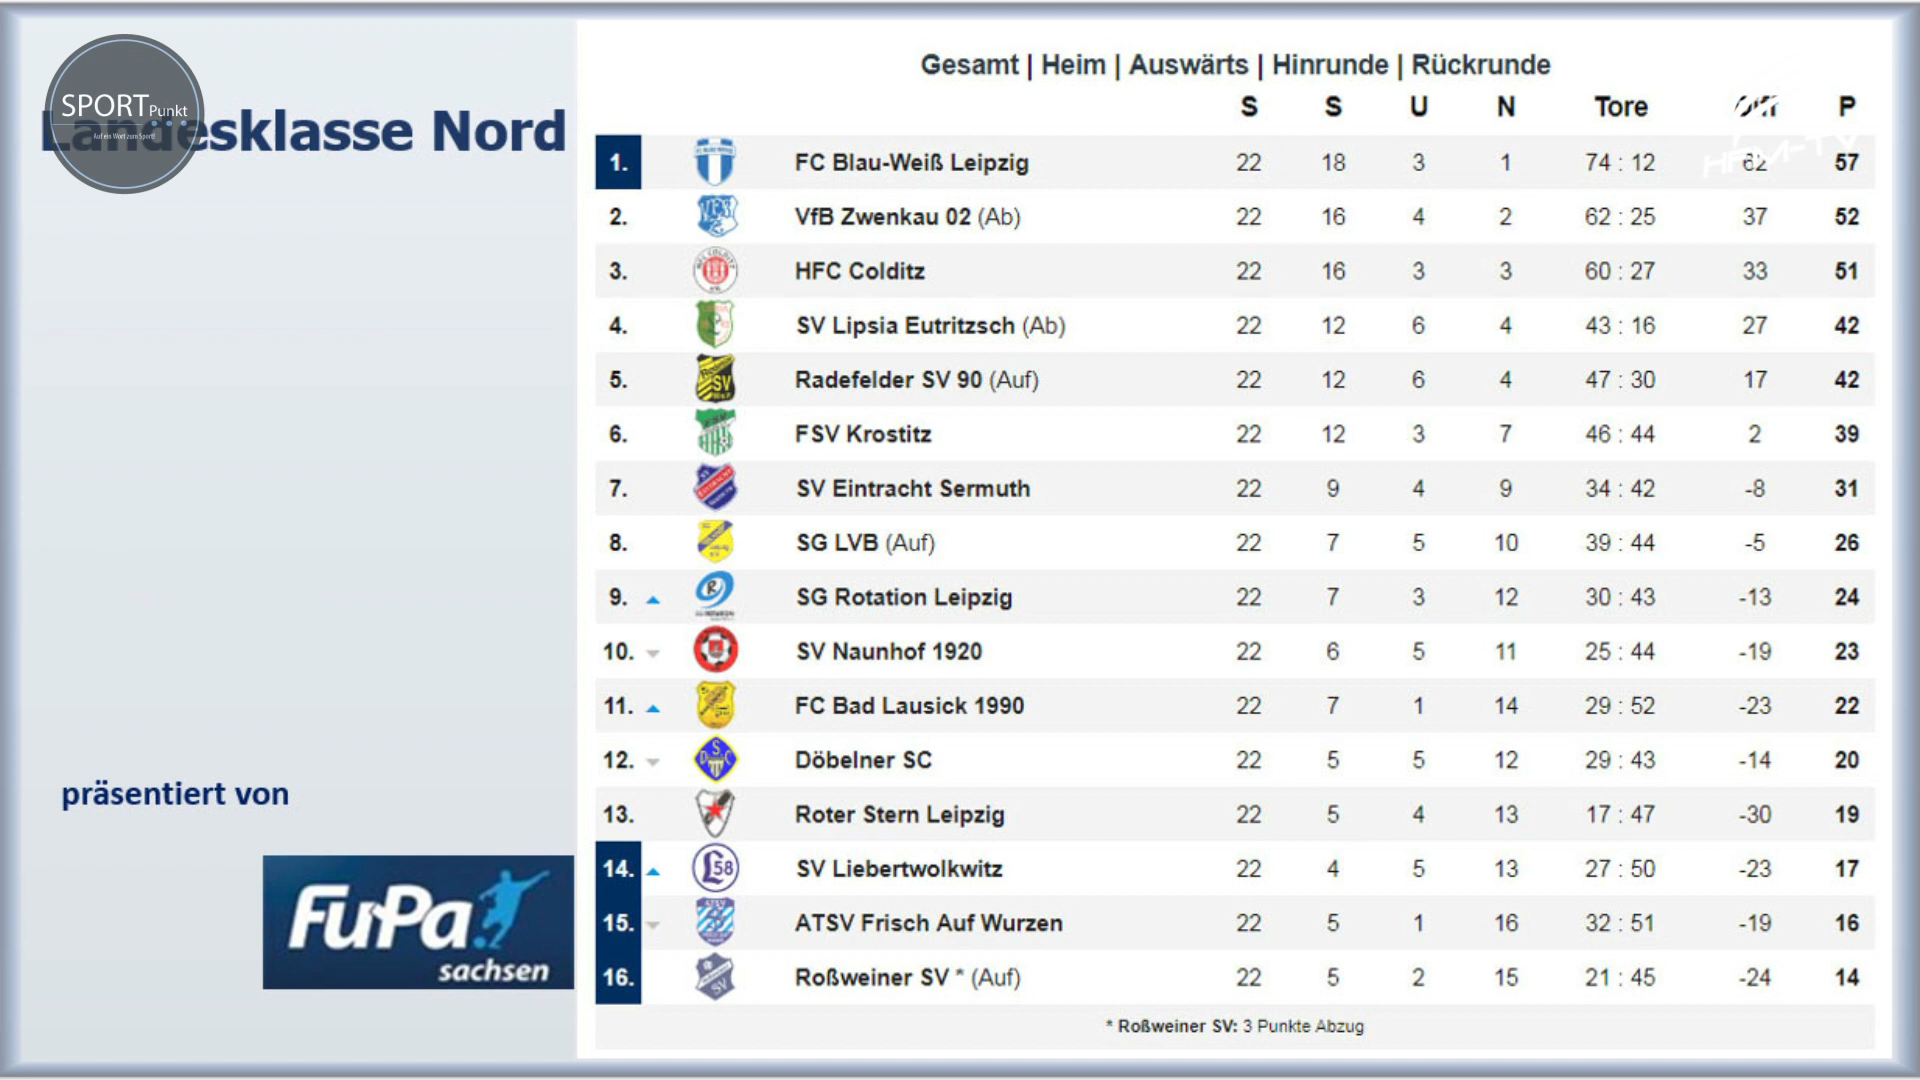 SPORT Punkt
Auf ein Wort zum Sport!
Landesklasse Nord
präsentiert von
FuPa
sachsen
Gesamt | Heim | Auswärts | Hinrunde | Rückrunde
S S U N Tore Diff P
HRM-TV
1. FC Blau-Weiß Leipzig 22 18 3 1 74 : 12 62 57
2. VfB Zwenkau 02 (Ab) 22 16 4 2 62 : 25 37 52
3. HFC Colditz 22 16 3 3 60 : 27 33 51
4. SV Lipsia Eutritzsch (Ab) 22 12 6 4 43 : 16 27 42
5. Radefelder SV 90 (Auf) 22 12 6 4 47 : 30 17 42
6. FSV Krostitz 22 12 3 7 46 : 44 2 39
7. SV Eintracht Sermuth 22 9 4 9 34 : 42 -8 31
8. SG LVB (Auf) 22 7 5 10 39 : 44 -5 26
9. SG Rotation Leipzig 22 7 3 12 30 : 43 -13 24
10. SV Naunhof 1920 22 6 5 11 25 : 44 -19 23
11. FC Bad Lausick 1990 22 7 1 14 29 : 52 -23 22
12. Döbelner SC 22 5 5 12 29 : 43 -14 20
13. Roter Stern Leipzig 22 5 4 13 17 : 47 -30 19
14. SV Liebertwolkwitz 22 4 5 13 27 : 50 -23 17
15. ATSV Frisch Auf Wurzen 22 5 1 16 32 : 51 -19 16
16. Roßweiner SV * (Auf) 22 5 2 15 21 : 45 -24 14
* Roßweiner SV: 3 Punkte Abzug